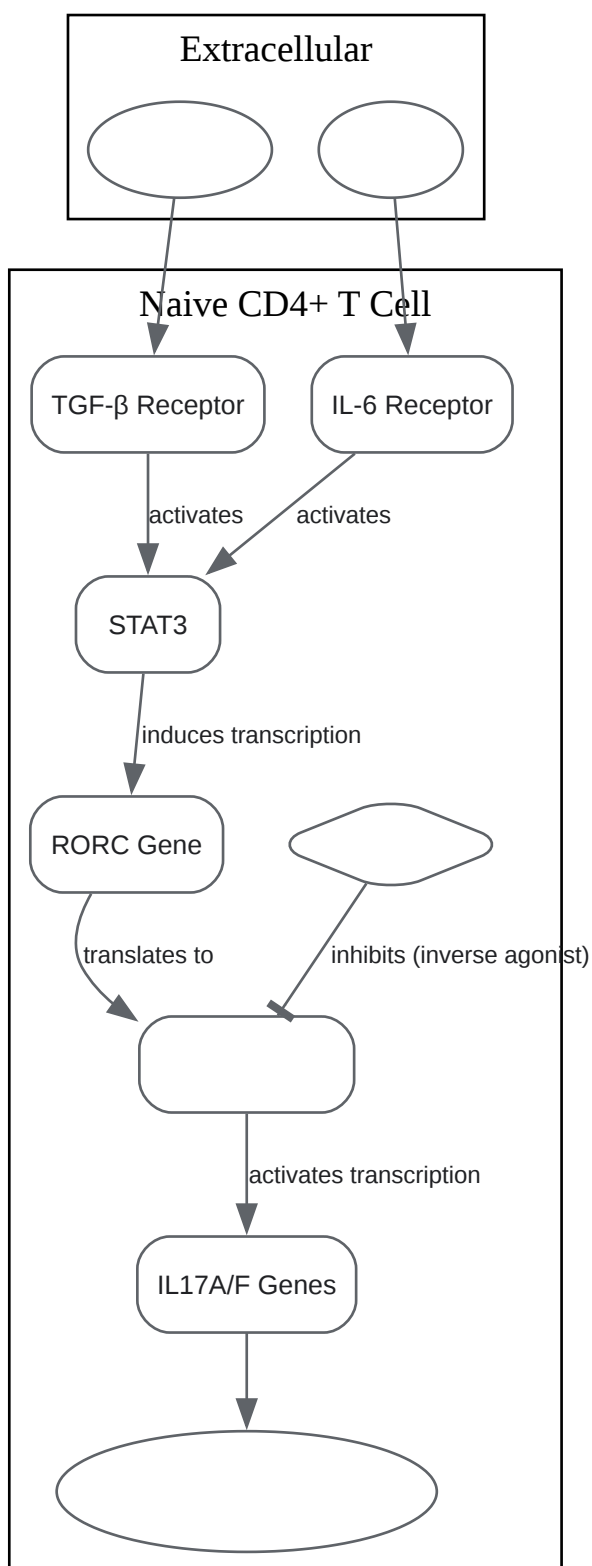 Extracellular
Naive CD4+ T Cell
TGF-β Receptor
IL-6 Receptor
activates
activates
STAT3
induces transcription
RORC Gene
translates to
inhibits (inverse agonist)
activates transcription
IL17A/F Genes